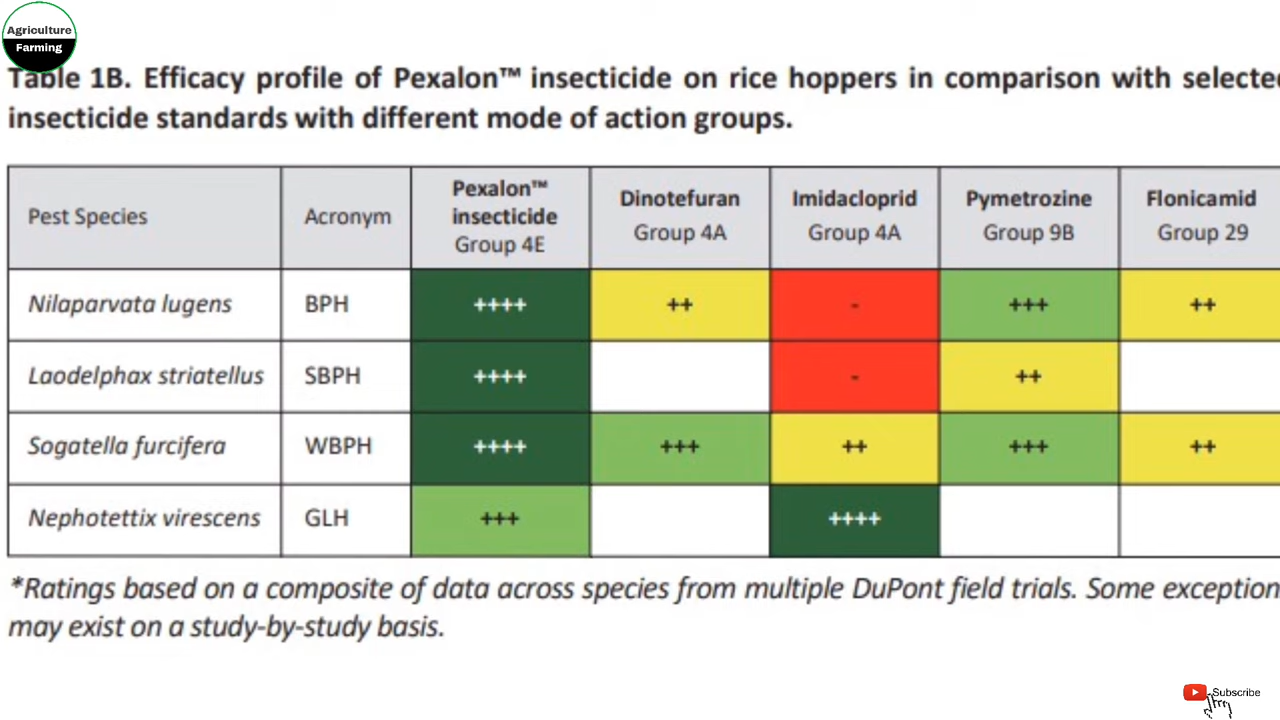 Agriculture
Farming
Table 1B. Efficacy profile of Pexalon™ insecticide on rice hoppers in comparison with selected
insecticide standards with different mode of action groups.
Pest Species Acronym Pexalon™ insecticide Group 4E Dinotefuran Group 4A Imidacloprid Group 4A Pymetrozine Group 9B Flonicamid Group 29
Nilaparvata lugens BPH ++++ ++ - +++ ++
Laodelphax striatellus SBPH ++++ - ++
Sogatella furcifera WBPH ++++ +++ ++ +++ ++
Nephotettix virescens GLH +++ ++++
*Ratings based on a composite of data across species from multiple DuPont field trials. Some exception
may exist on a study-by-study basis.
Subscribe